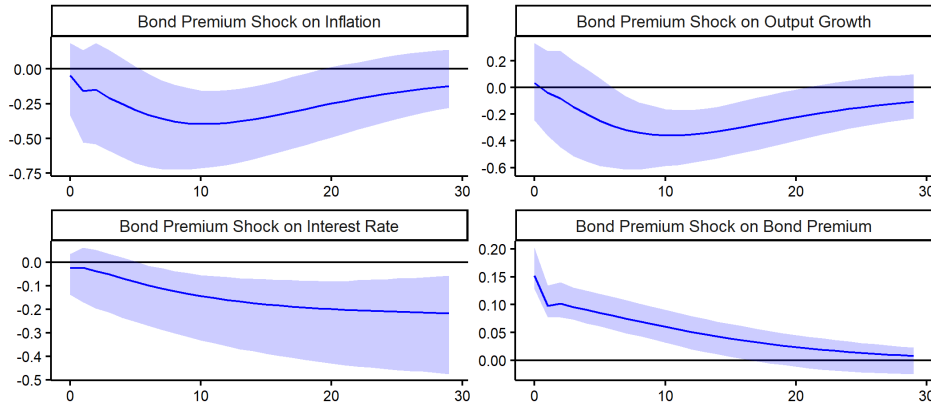 Bond Premium Shock on Inflation
0.00
-0.25
-0.50
-0.75
0 10 20 30
Bond Premium Shock on Output Growth
0.2
0.0
-0.2
-0.4
-0.6
0 10 20 30
Bond Premium Shock on Interest Rate
0.0
-0.1
-0.2
-0.3
-0.4
-0.5
0 10 20 30
Bond Premium Shock on Bond Premium
0.20
0.15
0.10
0.05
0.00
0 10 20 30